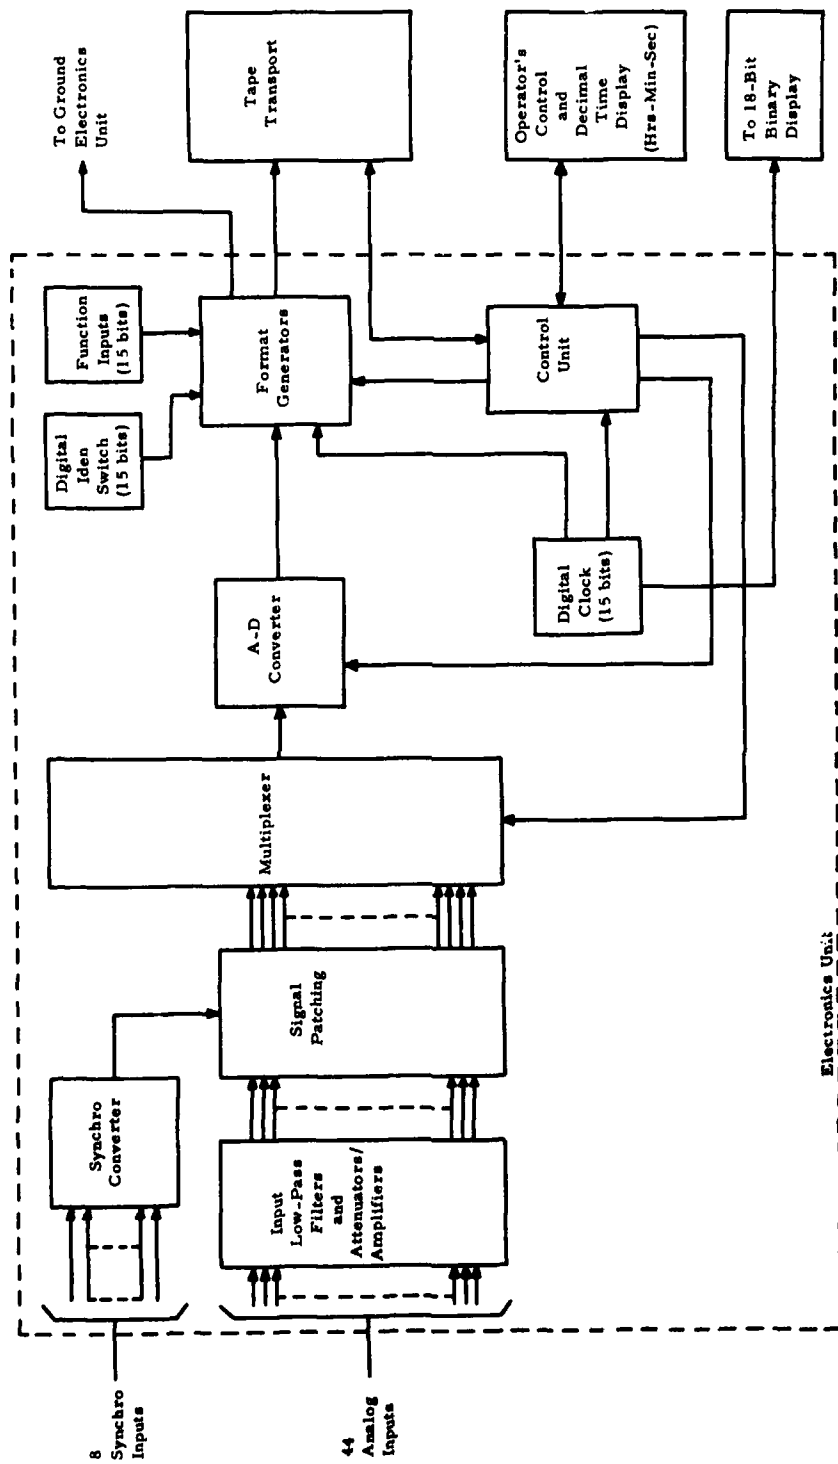 8
Synchro
Inputs
44
Analog
Inputs
Synchro
Converter
Input
Low-Pass
Filters
and
Attenuators/
Amplifiers
Signal
Patching
Multiplexer
A-D
Converter
Digital
Iden
Switch
(15 bits)
Function
Inputs
(15 bits)
Format
Generators
Digital
Clock
(15 bits)
Control
Unit
To Ground
Electronics
Unit
Tape
Transport
Operator's
Control
and
Decimal
Time
Display
(Hrs-Min-Sec)
To 18-Bit
Binary
Display
Electronics Unit